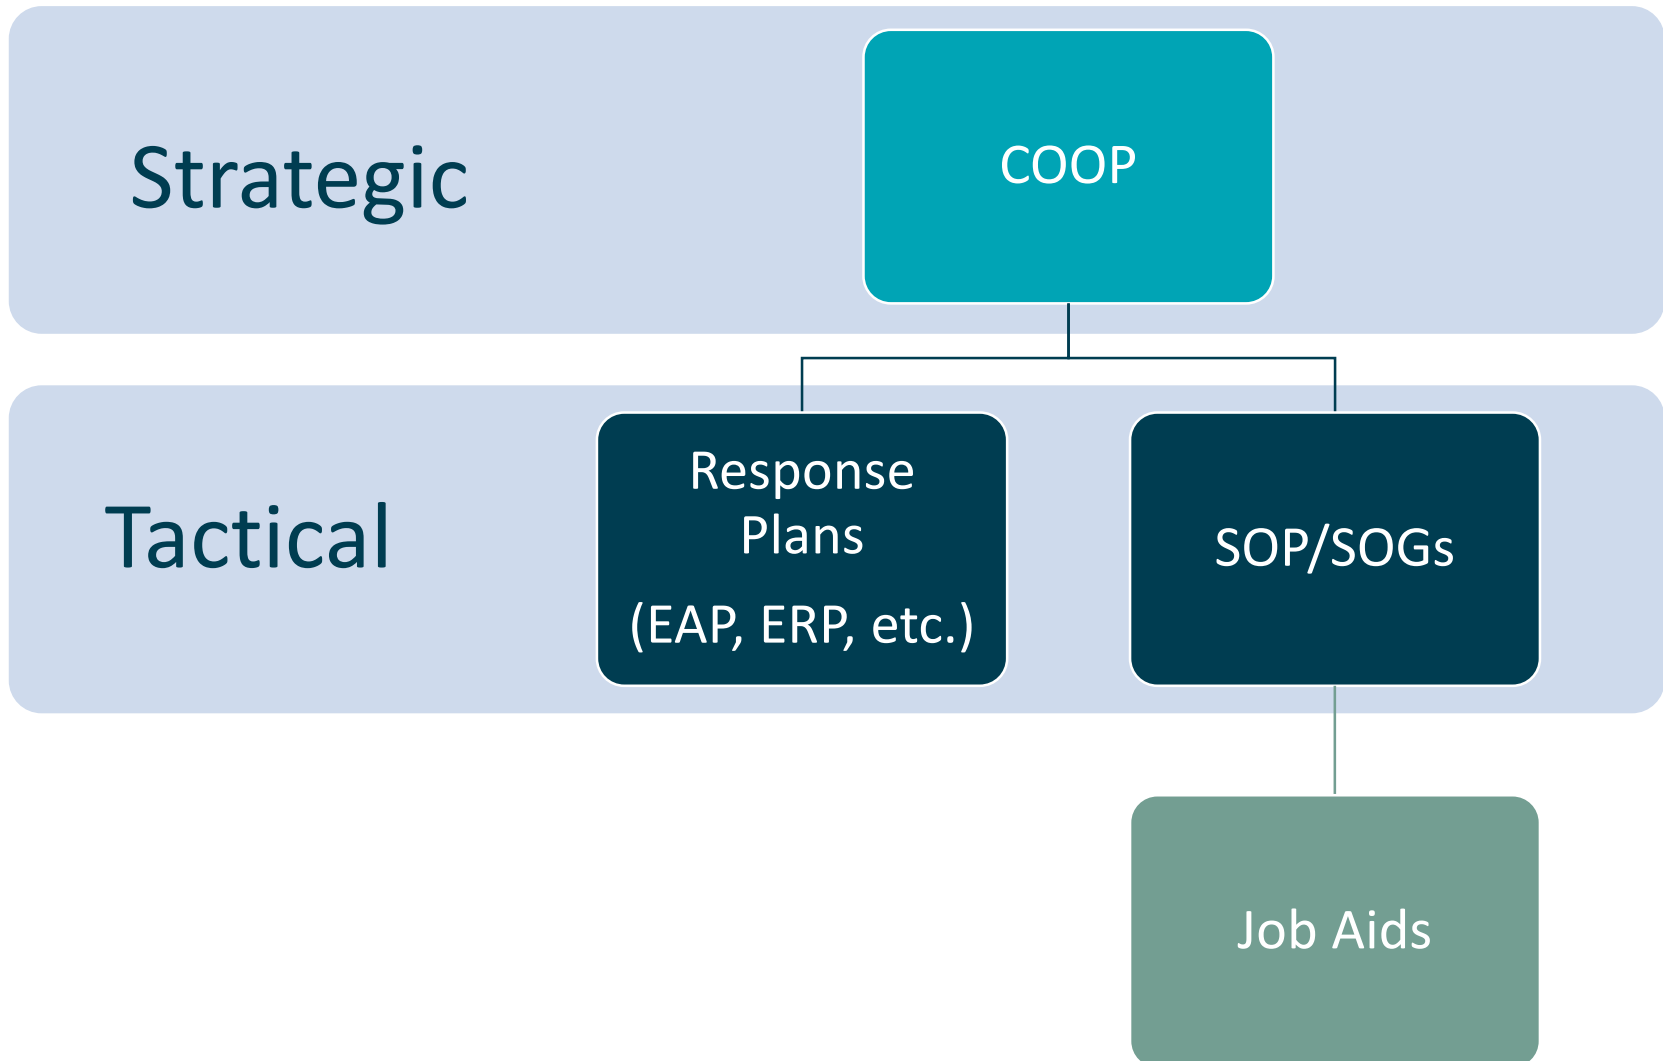 Strategic
COOP
Tactical
Response
Plans
(EAP, ERP, etc.)
SOP/SOGs
Job Aids